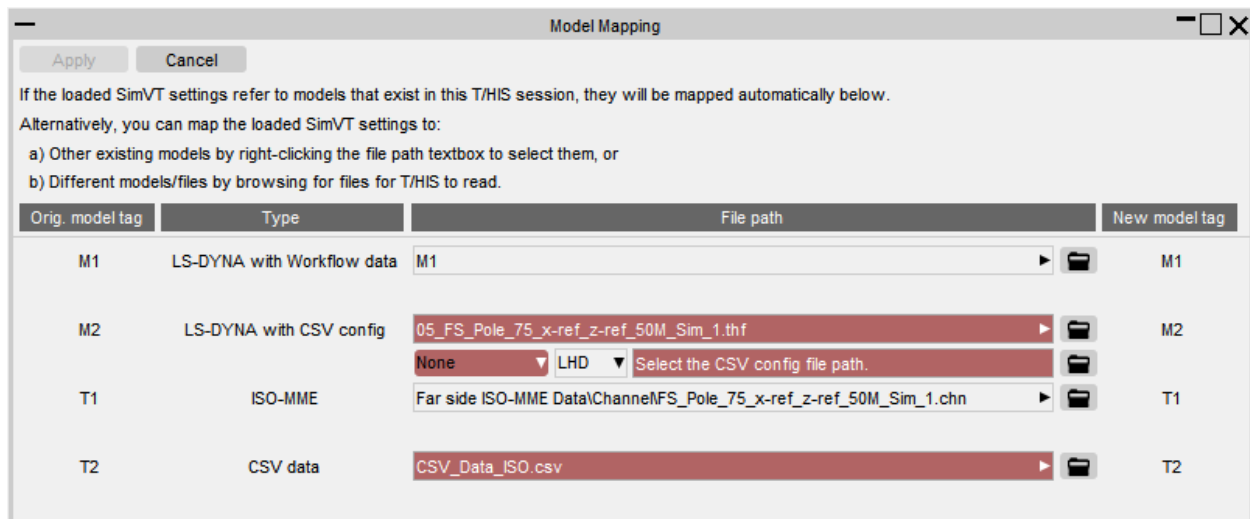 Model Mapping
Apply Cancel
If the loaded SimVT settings refer to models that exist in this T/HIS session, they will be mapped automatically below.
Alternatively, you can map the loaded SimVT settings to:
a) Other existing models by right-clicking the file path textbox to select them, or
b) Different models/files by browsing for files for T/HIS to read.
Orig. model tag Type File path New model tag
M1 LS-DYNA with Workflow data M1 M1
M2 LS-DYNA with CSV config 05_FS_Pole_75_x-ref_z-ref_50M_Sim_1.thf M2
None LHD Select the CSV config file path.
T1 ISO-MME Far side ISO-MME Data\Channel\FS_Pole_75_x-ref_z-ref_50M_Sim_1.chn T1
T2 CSV data CSV_Data_ISO.csv T2